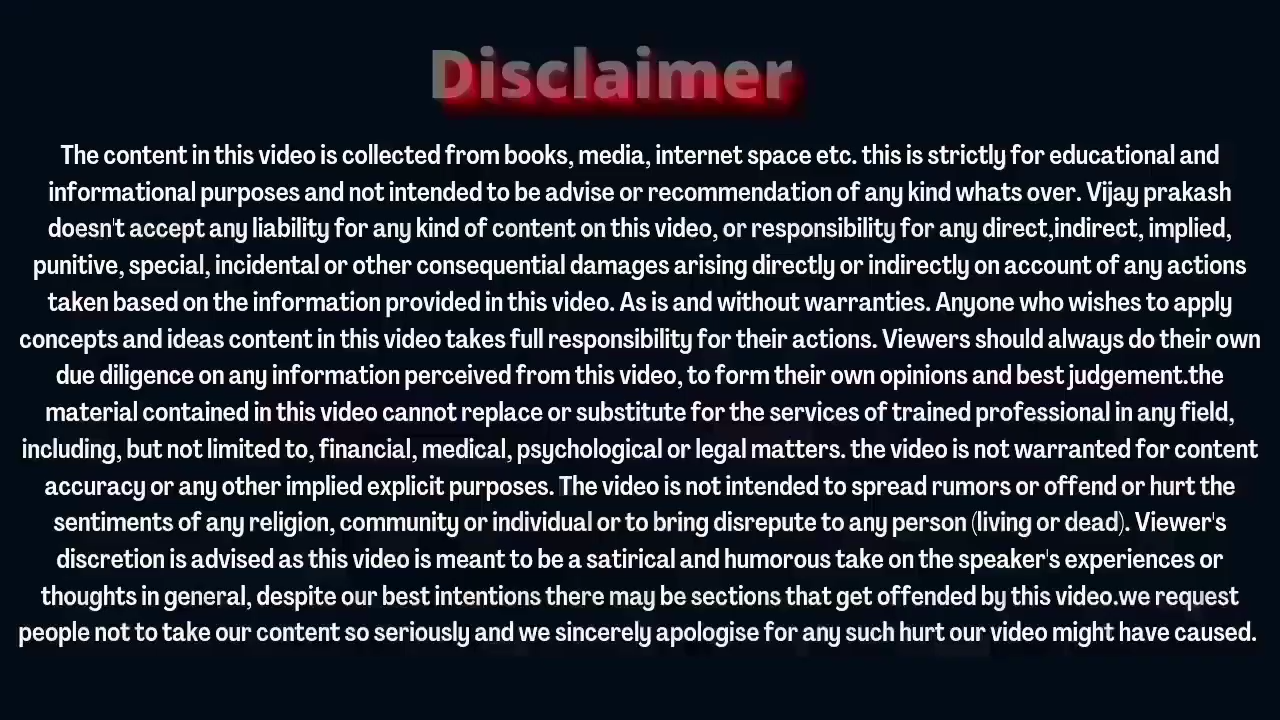 Disclaimer
The content in this video is collected from books, media, internet space etc. this is strictly for educational and
informational purposes and not intended to be advise or recommendation of any kind whats over. Vijay prakash
doesn't accept any liability for any kind of content on this video, or responsibility for any direct,indirect, implied,
punitive, special, incidental or other consequential damages arising directly or indirectly on account of any actions
taken based on the information provided in this video. As is and without warranties. Anyone who wishes to apply
concepts and ideas content in this video takes full responsibility for their actions. Viewers should always do their own
due diligence on any information perceived from this video, to form their own opinions and best judgement.the
material contained in this video cannot replace or substitute for the services of trained professional in any field,
including, but not limited to, financial, medical, psychological or legal matters. the video is not warranted for content
accuracy or any other implied explicit purposes. The video is not intended to spread rumors or offend or hurt the
sentiments of any religion, community or individual or to bring disrepute to any person (living or dead). Viewer's
discretion is advised as this video is meant to be a satirical and humorous take on the speaker's experiences or
thoughts in general, despite our best intentions there may be sections that get offended by this video.we request
people not to take our content so seriously and we sincerely apologise for any such hurt our video might have caused.